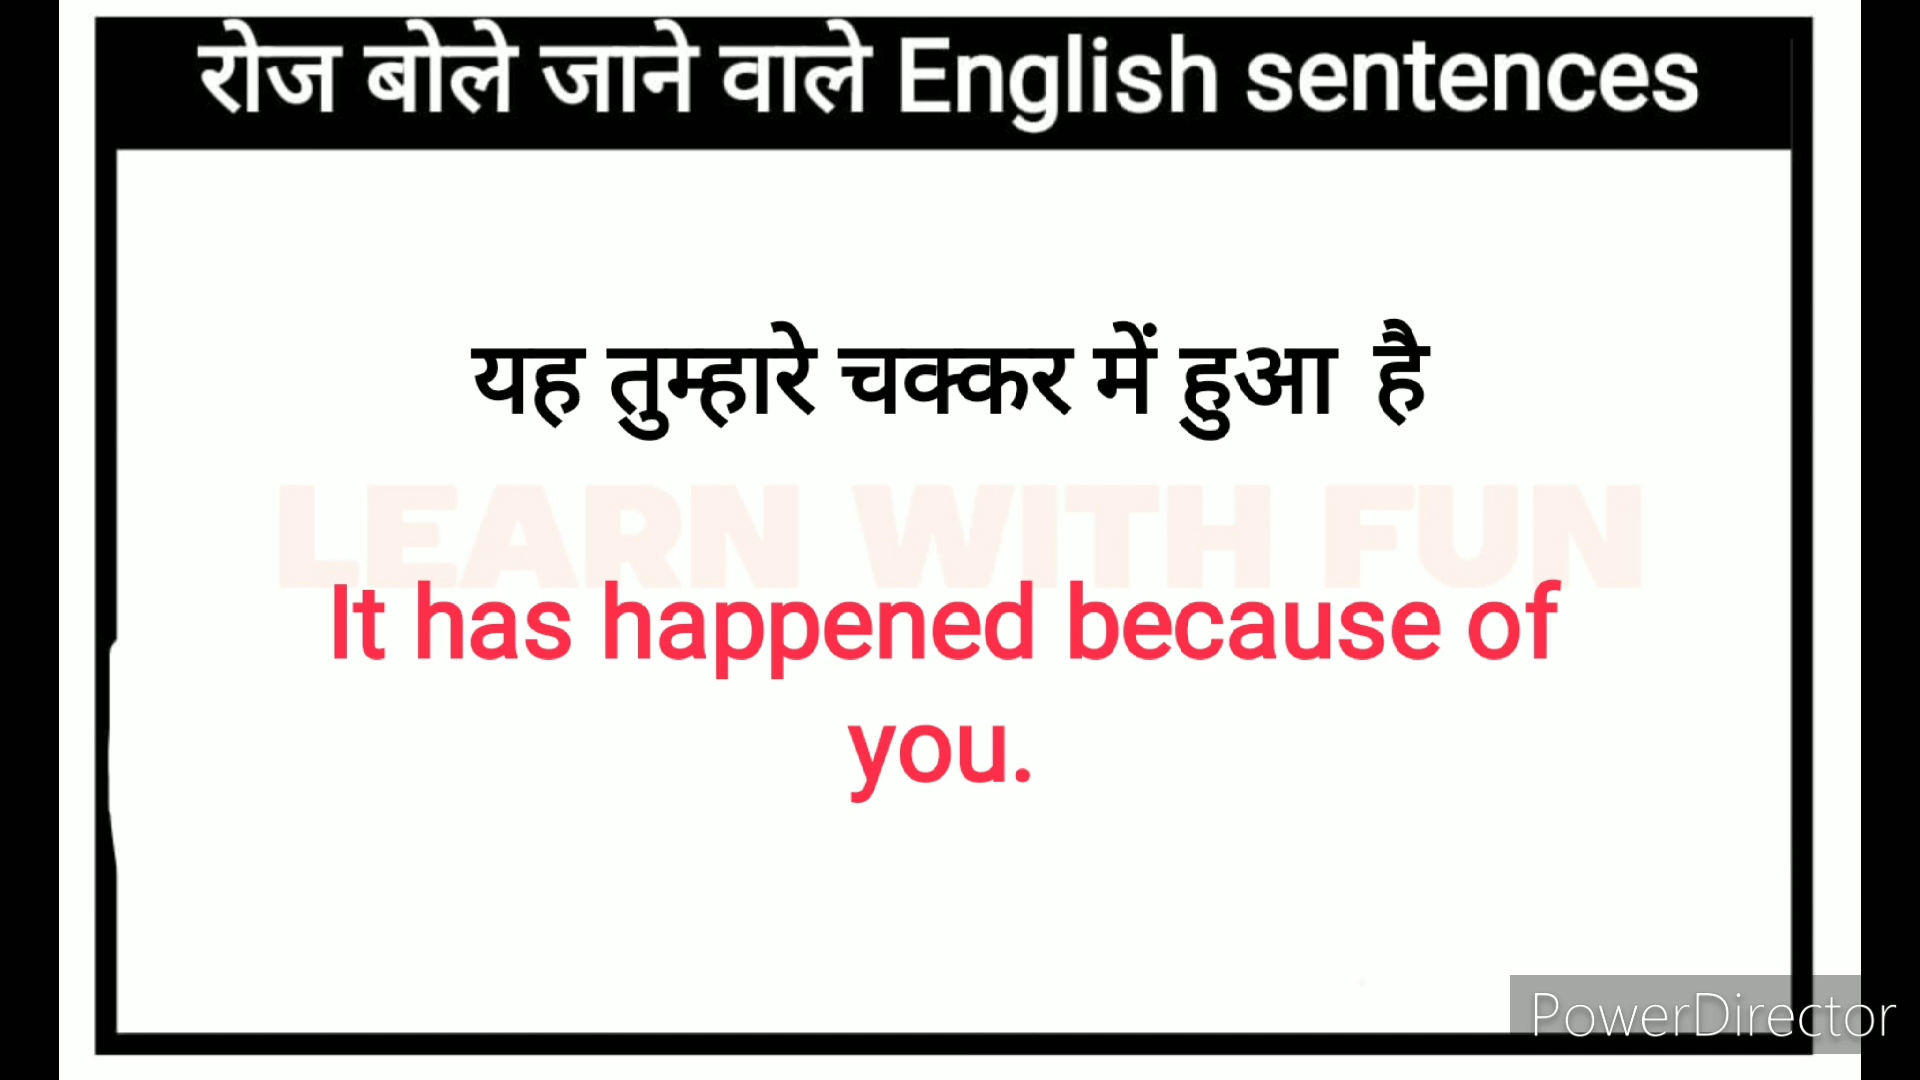 रोज बोले जाने वाले English sentences
यह तुम्हारे चक्कर में हुआ है
LEARN WITH FUN
It has happened because of
you.
PowerDirector